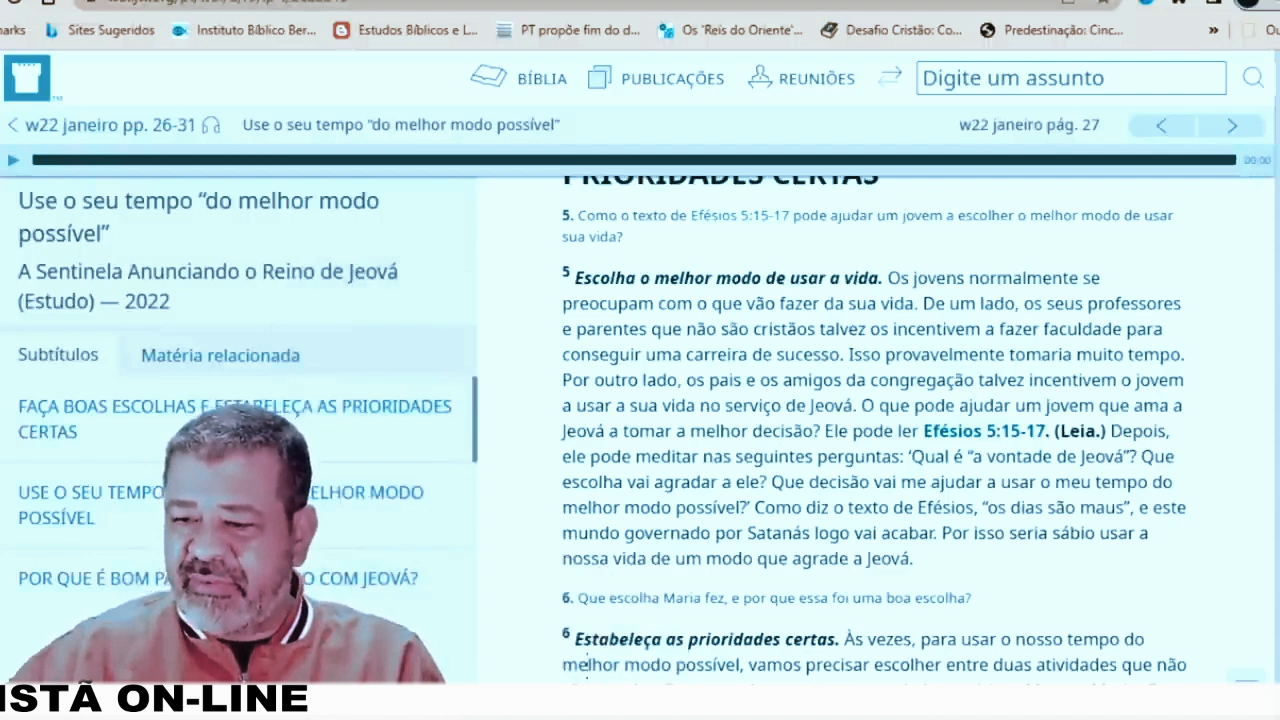 arks
Sites Sugeridos
Instituto Bíblico Ber...
Estudos Bíblicos e L...
PT propõe fim do d...
Os 'Reis do Oriente'...
Desafio Cristão: Co...
Predestinação: Cinc...
»
Ou
BÍBLIA
PUBLICAÇÕES
REUNIÕES
Digite um assunto
w22 janeiro pp. 26-31
Use o seu tempo "do melhor modo possível"
w22 janeiro pág. 27
00:00
Use o seu tempo “do melhor modo
possível”
A Sentinela Anunciando o Reino de Jeová
(Estudo) — 2022
Subtítulos
Matéria relacionada
FAÇA BOAS ESCOLHAS E ESTABELEÇA AS PRIORIDADES
CERTAS
USE O SEU TEMPO ELHOR MODO
POSSÍVEL
POR QUE É BOM PA O COM JEOVÁ?
PRIORIDADES CERTAS
5. Como o texto de Efésios 5:15-17 pode ajudar um jovem a escolher o melhor modo de usar
sua vida?
5 Escolha o melhor modo de usar a vida. Os jovens normalmente se
preocupam com o que vão fazer da sua vida. De um lado, os seus professores
e parentes que não são cristãos talvez os incentivem a fazer faculdade para
conseguir uma carreira de sucesso. Isso provavelmente tomaria muito tempo.
Por outro lado, os pais e os amigos da congregação talvez incentivem o jovem
a usar a sua vida no serviço de Jeová. O que pode ajudar um jovem que ama a
Jeová a tomar a melhor decisão? Ele pode ler Efésios 5:15-17. (Leia.) Depois,
ele pode meditar nas seguintes perguntas: ‘Qual é “a vontade de Jeová”? Que
escolha vai agradar a ele? Que decisão vai me ajudar a usar o meu tempo do
melhor modo possível?’ Como diz o texto de Efésios, “os dias são maus”, e este
mundo governado por Satanás logo vai acabar. Por isso seria sábio usar a
nossa vida de um modo que agrade a Jeová.
6. Que escolha Maria fez, e por que essa foi uma boa escolha?
6 Estabeleça as prioridades certas. Às vezes, para usar o nosso tempo do
melhor modo possível, vamos precisar escolher entre duas atividades que não
ISTÃ ON-LINE